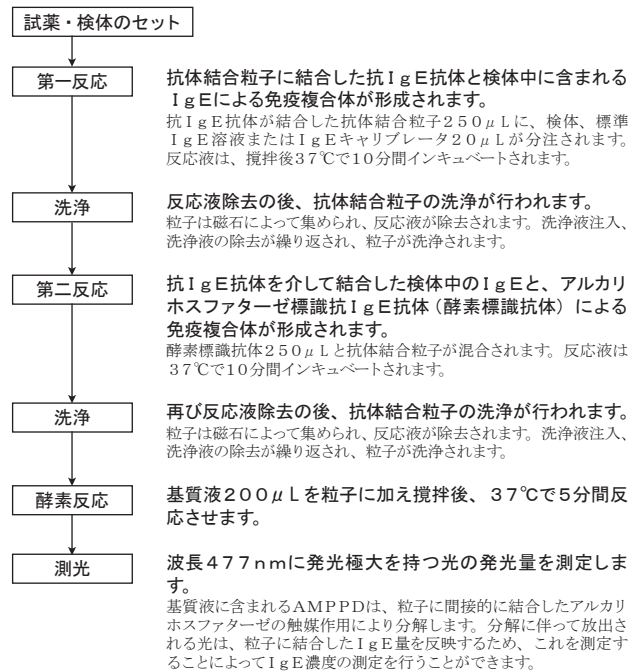 試薬・検体のセット
第一反応
抗体結合粒子に結合した抗IgE抗体と検体中に含まれる
IgEによる免疫複合体が形成されます。
抗IgE抗体が結合した抗体結合粒子250μLに、検体、標準
IgE溶液またはIgEキャリブレータ20μLが分注されます。
反応液は、撹拌後37℃で10分間インキュベートされます。
洗浄
反応液除去の後、抗体結合粒子の洗浄が行われます。
粒子は磁石によって集められ、反応液が除去されます。洗浄液注入、
洗浄液の除去が繰り返され、粒子が洗浄されます。
第二反応
抗IgE抗体を介して結合した検体中のIgEと、アルカリ
ホスファターゼ標識抗IgE抗体(酵素標識抗体)による
免疫複合体が形成されます。
酵素標識抗体250μLと抗体結合粒子が混合されます。反応液は
37℃で10分間インキュベートされます。
洗浄
再び反応液除去の後、抗体結合粒子の洗浄が行われます。
粒子は磁石によって集められ、反応液が除去されます。洗浄液注入、
洗浄液の除去が繰り返され、粒子が洗浄されます。
酵素反応
基質液200μLを粒子に加え撹拌後、37℃で5分間反
応させます。
測光
波長477nmに発光極大を持つ光の発光量を測定しま
す。
基質液に含まれるAMPPDは、粒子に間接的に結合したアルカリ
ホスファターゼの触媒作用により分解します。分解に伴って放出さ
れる光は、粒子に結合したIgE量を反映するため、これを測定す
ることによってIgE濃度の測定を行うことができます。